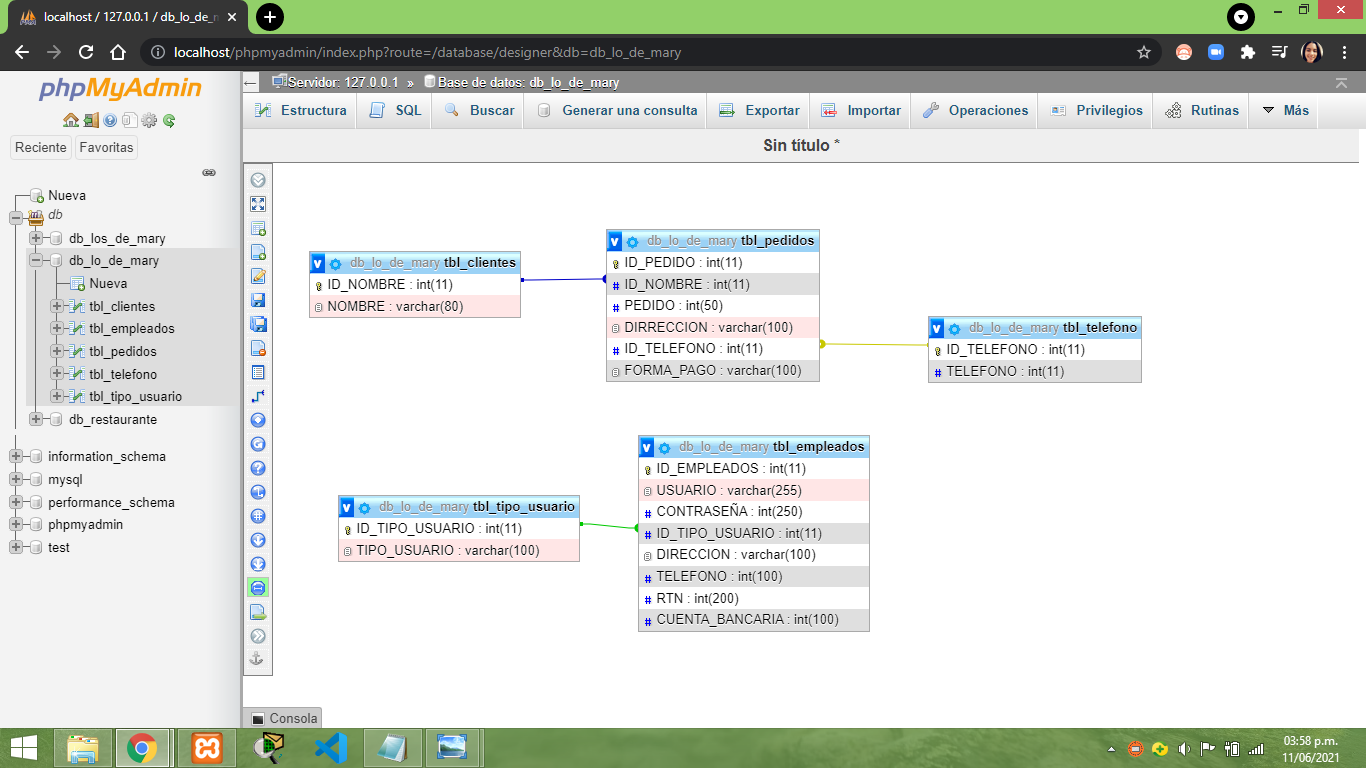 localhost / 127.0.0.1 / db_lo_de_m
localhost/phpmyadmin/index.php?route=/database/designer&db=db_lo_de_mary
phpMyAdmin
Reciente Favoritas
Nueva
db
db_los_de_mary
db_lo_de_mary
Nueva
tbl_clientes
tbl_empleados
tbl_pedidos
tbl_telefono
tbl_tipo_usuario
db_restaurante
information_schema
mysql
performance_schema
phpmyadmin
test
Servidor: 127.0.0.1 » Base de datos: db_lo_de_mary
Estructura SQL Buscar Generar una consulta Exportar Importar Operaciones Privilegios Rutinas Más
Sin título *
db_lo_de_mary tbl_clientes
ID_NOMBRE : int(11)
NOMBRE : varchar(80)
db_lo_de_mary tbl_pedidos
ID_PEDIDO : int(11)
ID_NOMBRE : int(11)
PEDIDO : int(50)
DIRRECCION : varchar(100)
ID_TELEFONO : int(11)
FORMA_PAGO : varchar(100)
db_lo_de_mary tbl_telefono
ID_TELEFONO : int(11)
TELEFONO : int(11)
db_lo_de_mary tbl_tipo_usuario
ID_TIPO_USUARIO : int(11)
TIPO_USUARIO : varchar(100)
db_lo_de_mary tbl_empleados
ID_EMPLEADOS : int(11)
USUARIO : varchar(255)
CONTRASEÑA : int(250)
ID_TIPO_USUARIO : int(11)
DIRECCION : varchar(100)
TELEFONO : int(100)
RTN : int(200)
CUENTA_BANCARIA : int(100)
Consola
03:58 p.m.
11/06/2021